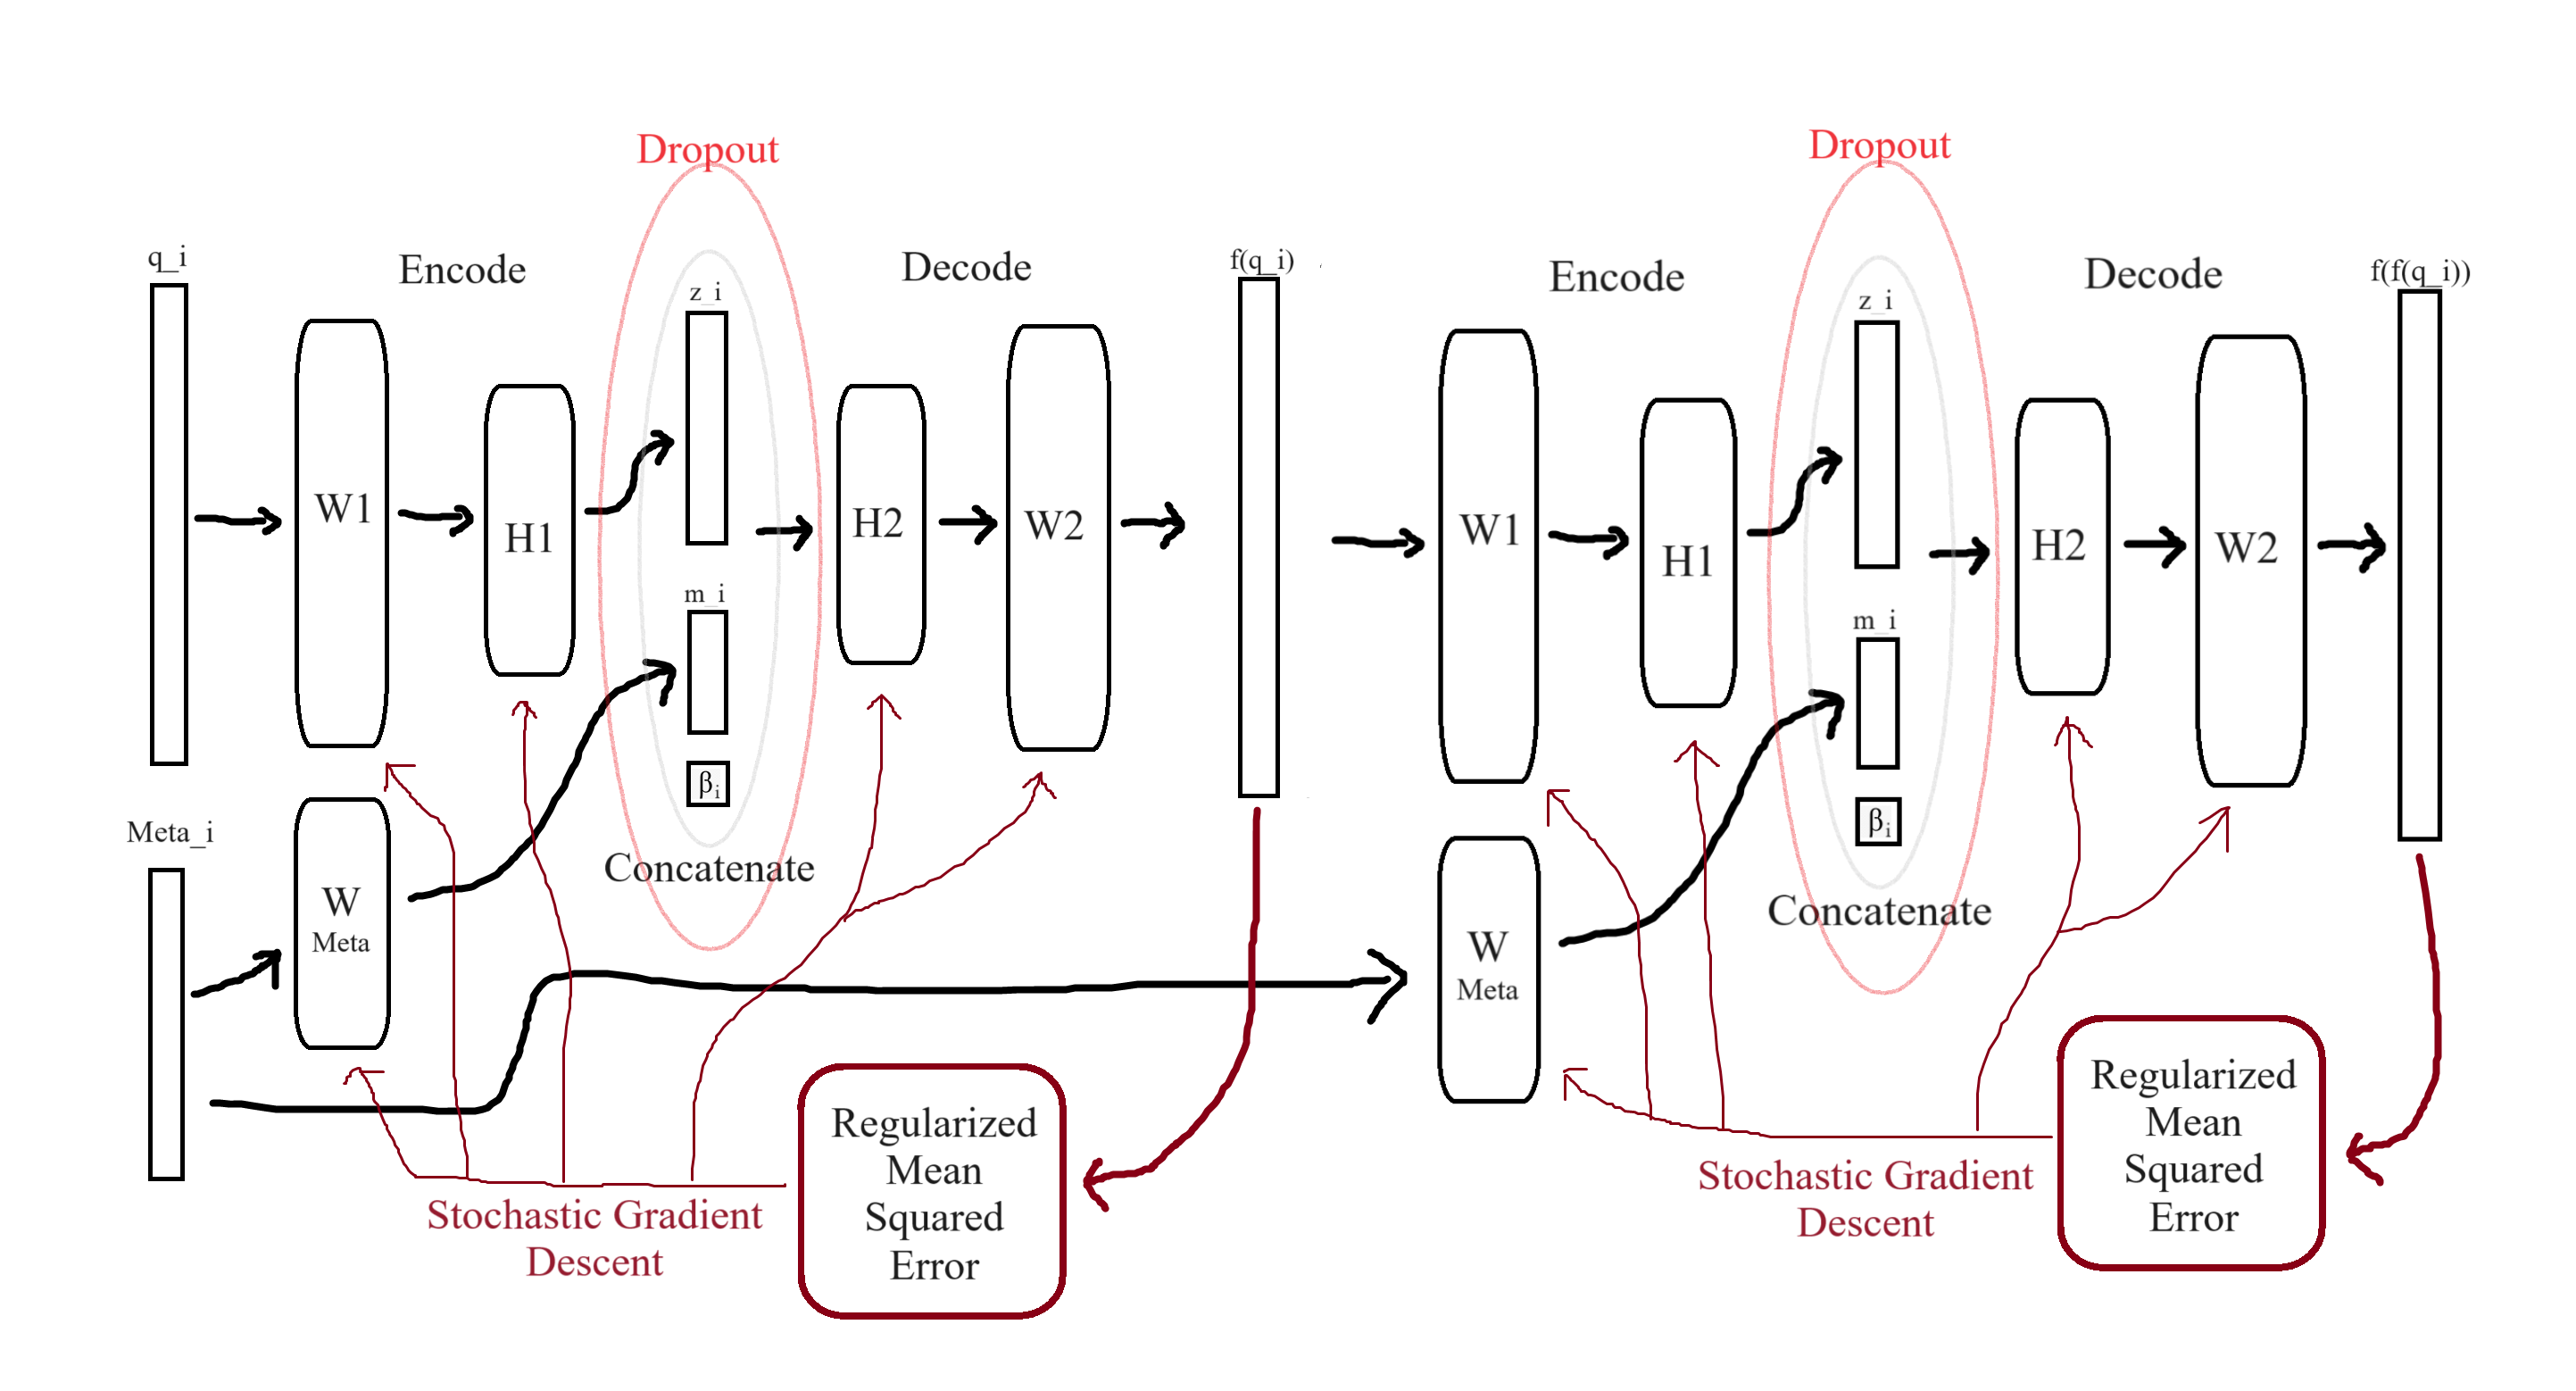 Dropout
q_i
Encode
z_i
Decode
f(q_i)
W1
H1
H2
W2
m_i
β_i
Meta_i
W
Meta
Concatenate
Regularized
Mean
Squared
Error
Stochastic Gradient
Descent
Dropout
Encode
z_i
Decode
f(f(q_i))
W1
H1
H2
W2
m_i
β_i
W
Meta
Concatenate
Regularized
Mean
Squared
Error
Stochastic Gradient
Descent